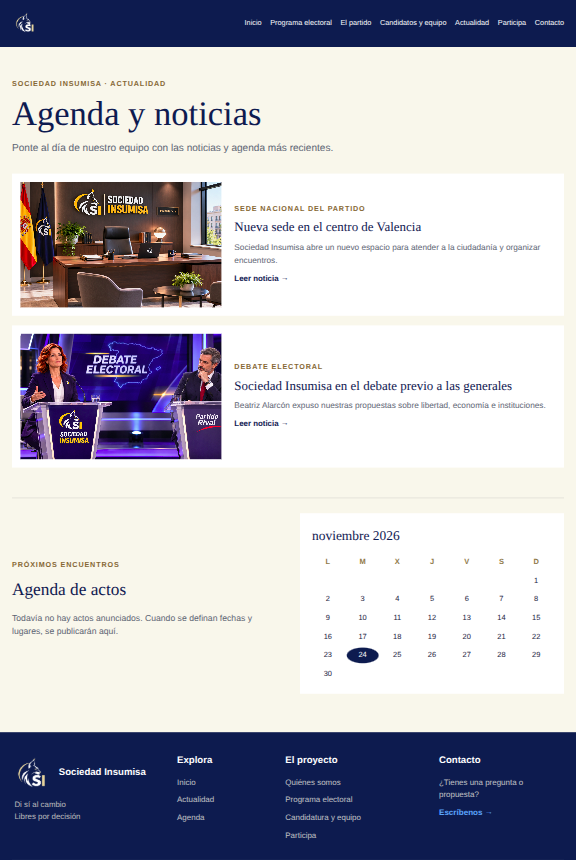 SI
Inicio Programa electoral El partido Candidatos y equipo Actualidad Participa Contacto
SOCIEDAD INSUMISA · ACTUALIDAD
Agenda y noticias
Ponte al día de nuestro equipo con las noticias y agenda más recientes.
SI SOCIEDAD
INSUMISA
SEDE NACIONAL DEL PARTIDO
Nueva sede en el centro de Valencia
Sociedad Insumisa abre un nuevo espacio para atender a la ciudadanía y organizar
encuentros.
Leer noticia →
DEBATE
ELECTORAL
SI
SOCIEDAD
INSUMISA
Partido
Rival
DEBATE ELECTORAL
Sociedad Insumisa en el debate previo a las generales
Beatriz Alarcón expuso nuestras propuestas sobre libertad, economía e instituciones.
Leer noticia →
PRÓXIMOS ENCUENTROS
Agenda de actos
Todavía no hay actos anunciados. Cuando se definan fechas y
lugares, se publicarán aquí.
noviembre 2026
L M X J V S D
1
2 3 4 5 6 7 8
9 10 11 12 13 14 15
16 17 18 19 20 21 22
23 24 25 26 27 28 29
30
SI
Sociedad Insumisa
Di sí al cambio
Libres por decisión
Explora
Inicio
Actualidad
Agenda
El proyecto
Quiénes somos
Programa electoral
Candidatura y equipo
Participa
Contacto
¿Tienes una pregunta o
propuesta?
Escríbenos →